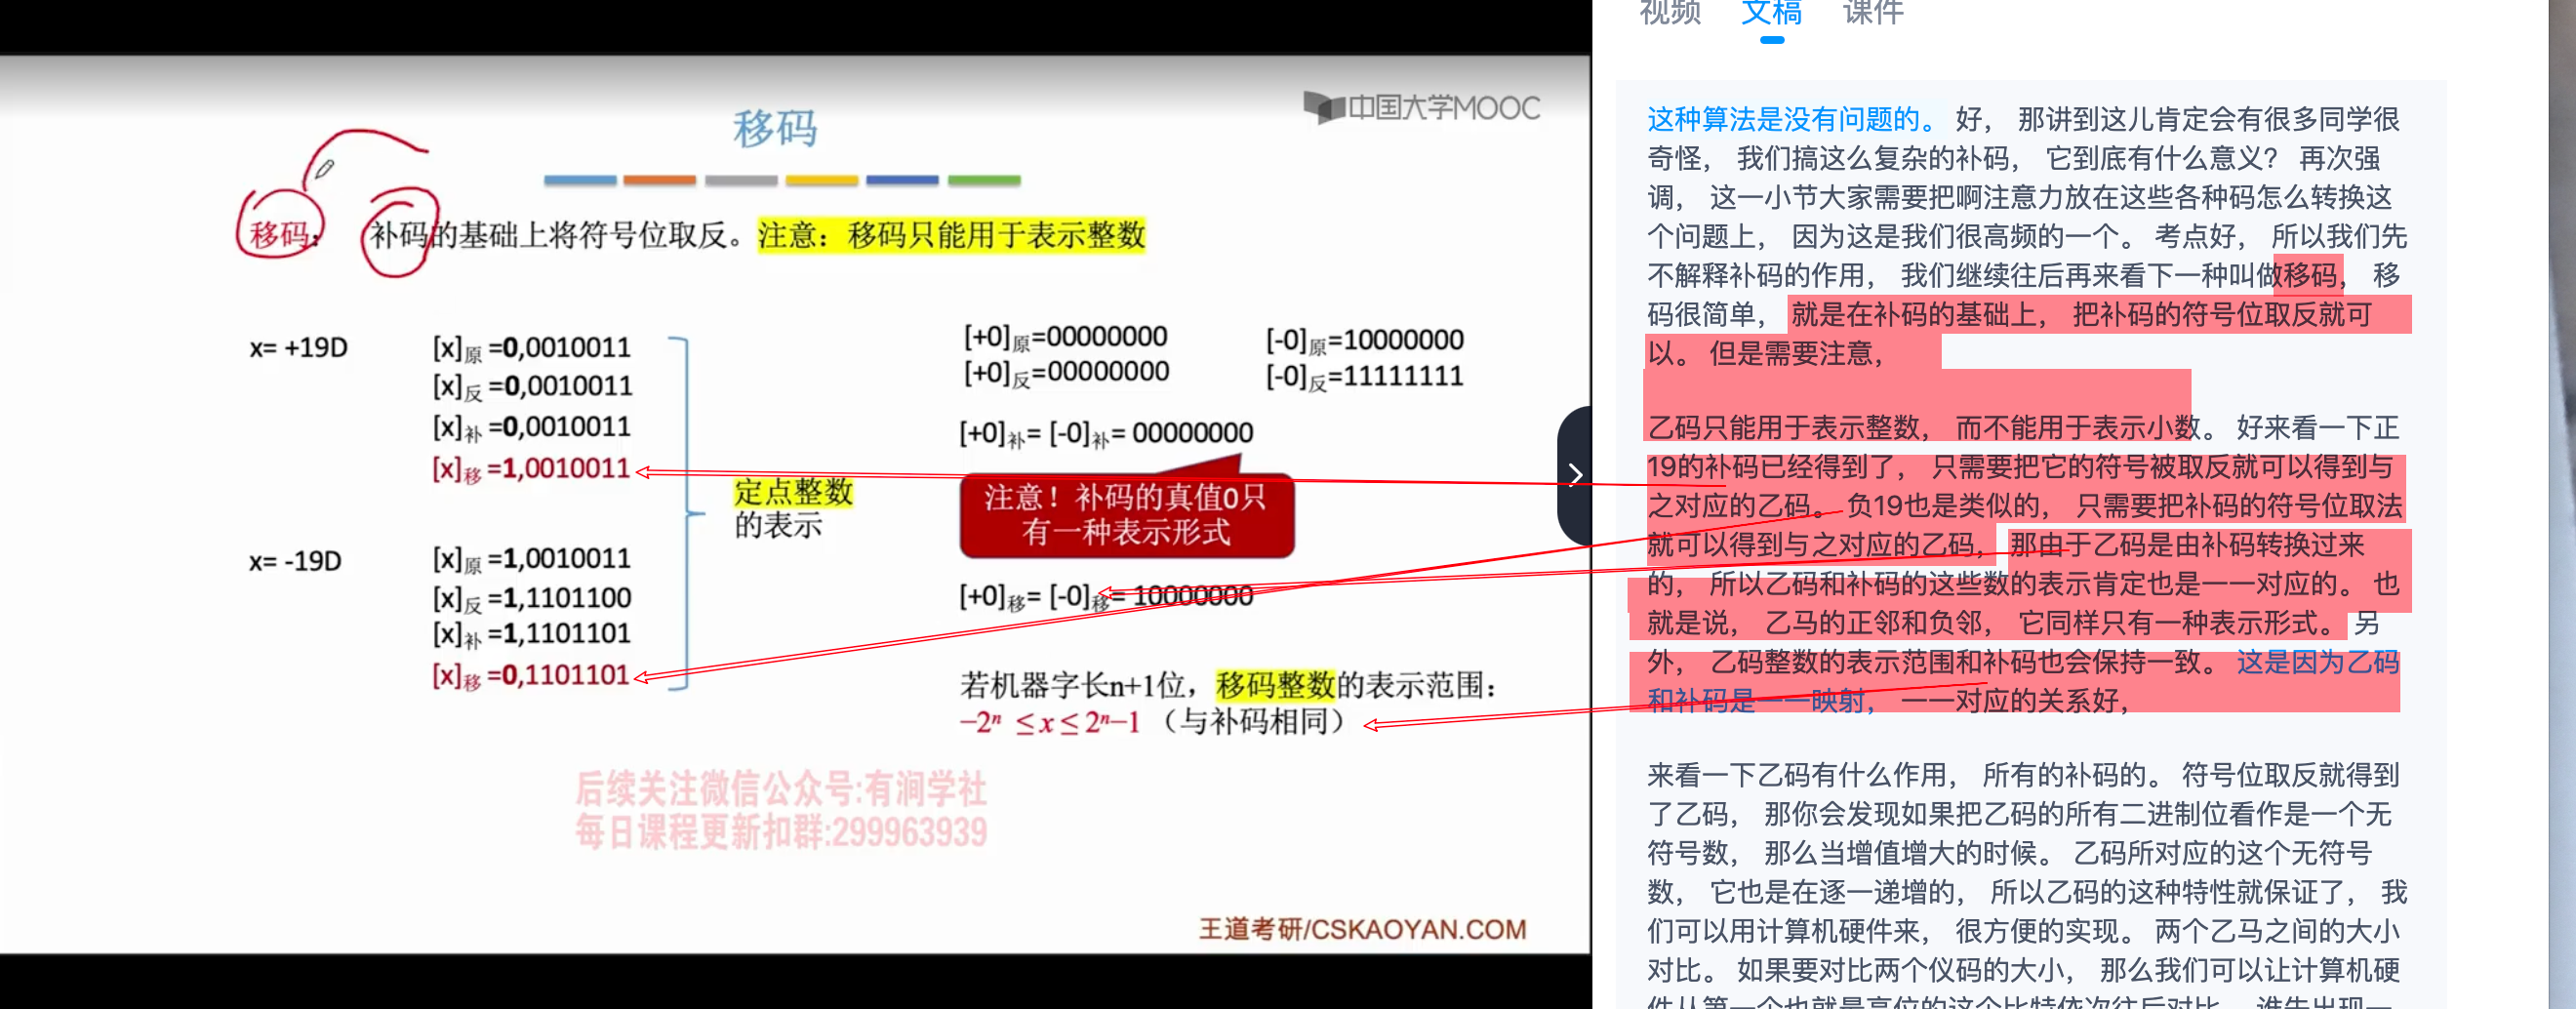 中国大学MOOC
移码
移码： 补码的基础上将符号位取反。注意：移码只能用于表示整数
x= +19D
[x]原 =0,0010011
[x]反 =0,0010011
[x]补 =0,0010011
[x]移 =1,0010011
x= -19D
[x]原 =1,0010011
[x]反 =1,1101100
[x]补 =1,1101101
[x]移 =0,1101101
定点整数
的表示
[+0]原=00000000
[+0]反=00000000
[-0]原=10000000
[-0]反=11111111
[+0]补= [-0]补= 00000000
注意！补码的真值0只
有一种表示形式
[+0]移= [-0]移= 10000000
若机器字长n+1位，移码整数的表示范围：
−2ⁿ ≤ x ≤ 2ⁿ−1 （与补码相同）
后续关注微信公众号:有涧学社
每日课程更新扣群:299963939
王道考研/CSKAOYAN.COM
视频 文稿 课件
这种算法是没有问题的。 好， 那讲到这儿肯定会有很多同学很
奇怪， 我们搞这么复杂的补码， 它到底有什么意义？ 再次强
调， 这一小节大家需要把啊注意力放在这些各种码怎么转换这
个问题上， 因为这是我们很高频的一个。 考点好， 所以我们先
不解释补码的作用， 我们继续往后再来看下一种叫做移码， 移
码很简单， 就是在补码的基础上， 把补码的符号位取反就可
以。 但是需要注意，
乙码只能用于表示整数， 而不能用于表示小数。 好来看一下正
19的补码已经得到了， 只需要把它的符号被取反就可以得到与
之对应的乙码。 负19也是类似的， 只需要把补码的符号位取法
就可以得到与之对应的乙码， 那由于乙码是由补码转换过来
的， 所以乙码和补码的这些数的表示肯定也是一一对应的。 也
就是说， 乙马的正邻和负邻， 它同样只有一种表示形式。 另
外， 乙码整数的表示范围和补码也会保持一致。 这是因为乙码
和补码是一一映射， 一一对应的关系好，
来看一下乙码有什么作用， 所有的补码的。 符号位取反就得到
了乙码， 那你会发现如果把乙码的所有二进制位看作是一个无
符号数， 那么当增值增大的时候。 乙码所对应的这个无符号
数， 它也是在逐一递增的， 所以乙码的这种特性就保证了， 我
们可以用计算机硬件来， 很方便的实现。 两个乙马之间的大小
对比。 如果要对比两个仪码的大小， 那么我们可以让计算机硬
件从第一个也就是高位的这个比特依次往后对比， 谁先出现一